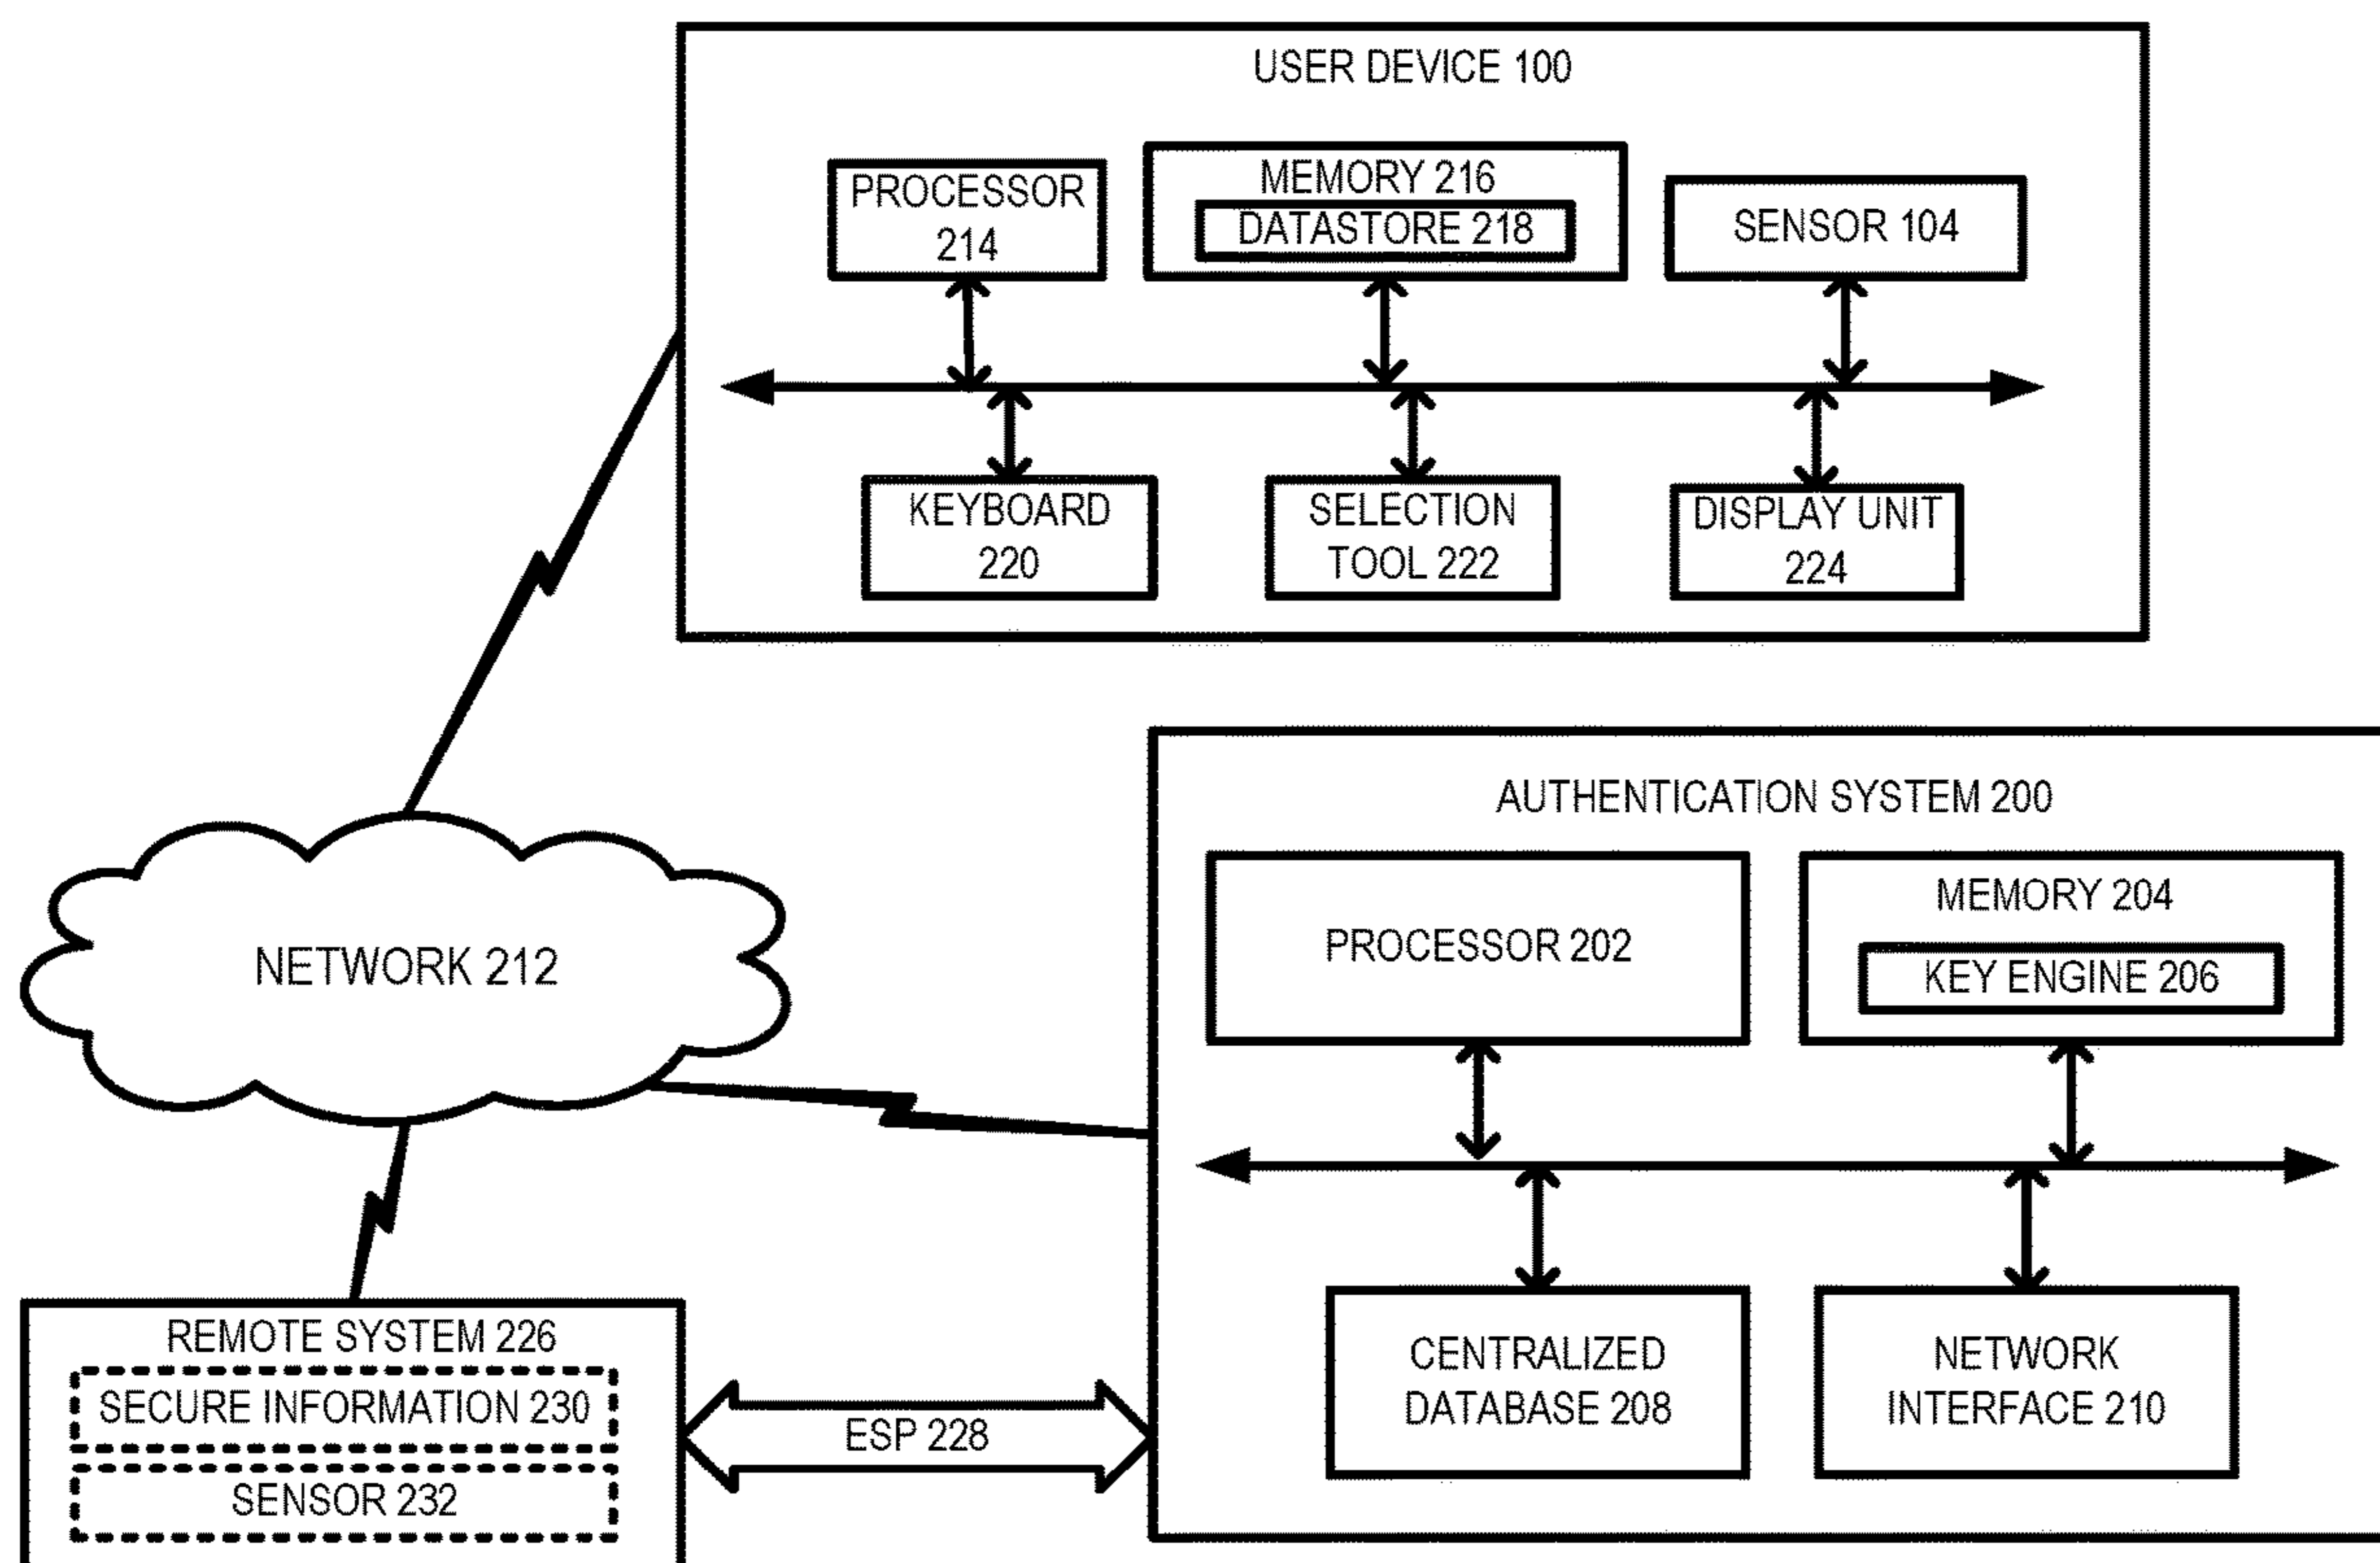 USER DEVICE 100
PROCESSOR
214
MEMORY 216
DATASTORE 218
SENSOR 104
KEYBOARD
220
SELECTION
TOOL 222
DISPLAY UNIT
224
NETWORK 212
AUTHENTICATION SYSTEM 200
PROCESSOR 202
MEMORY 204
KEY ENGINE 206
CENTRALIZED
DATABASE 208
NETWORK
INTERFACE 210
REMOTE SYSTEM 226
SECURE INFORMATION 230
SENSOR 232
ESP 228